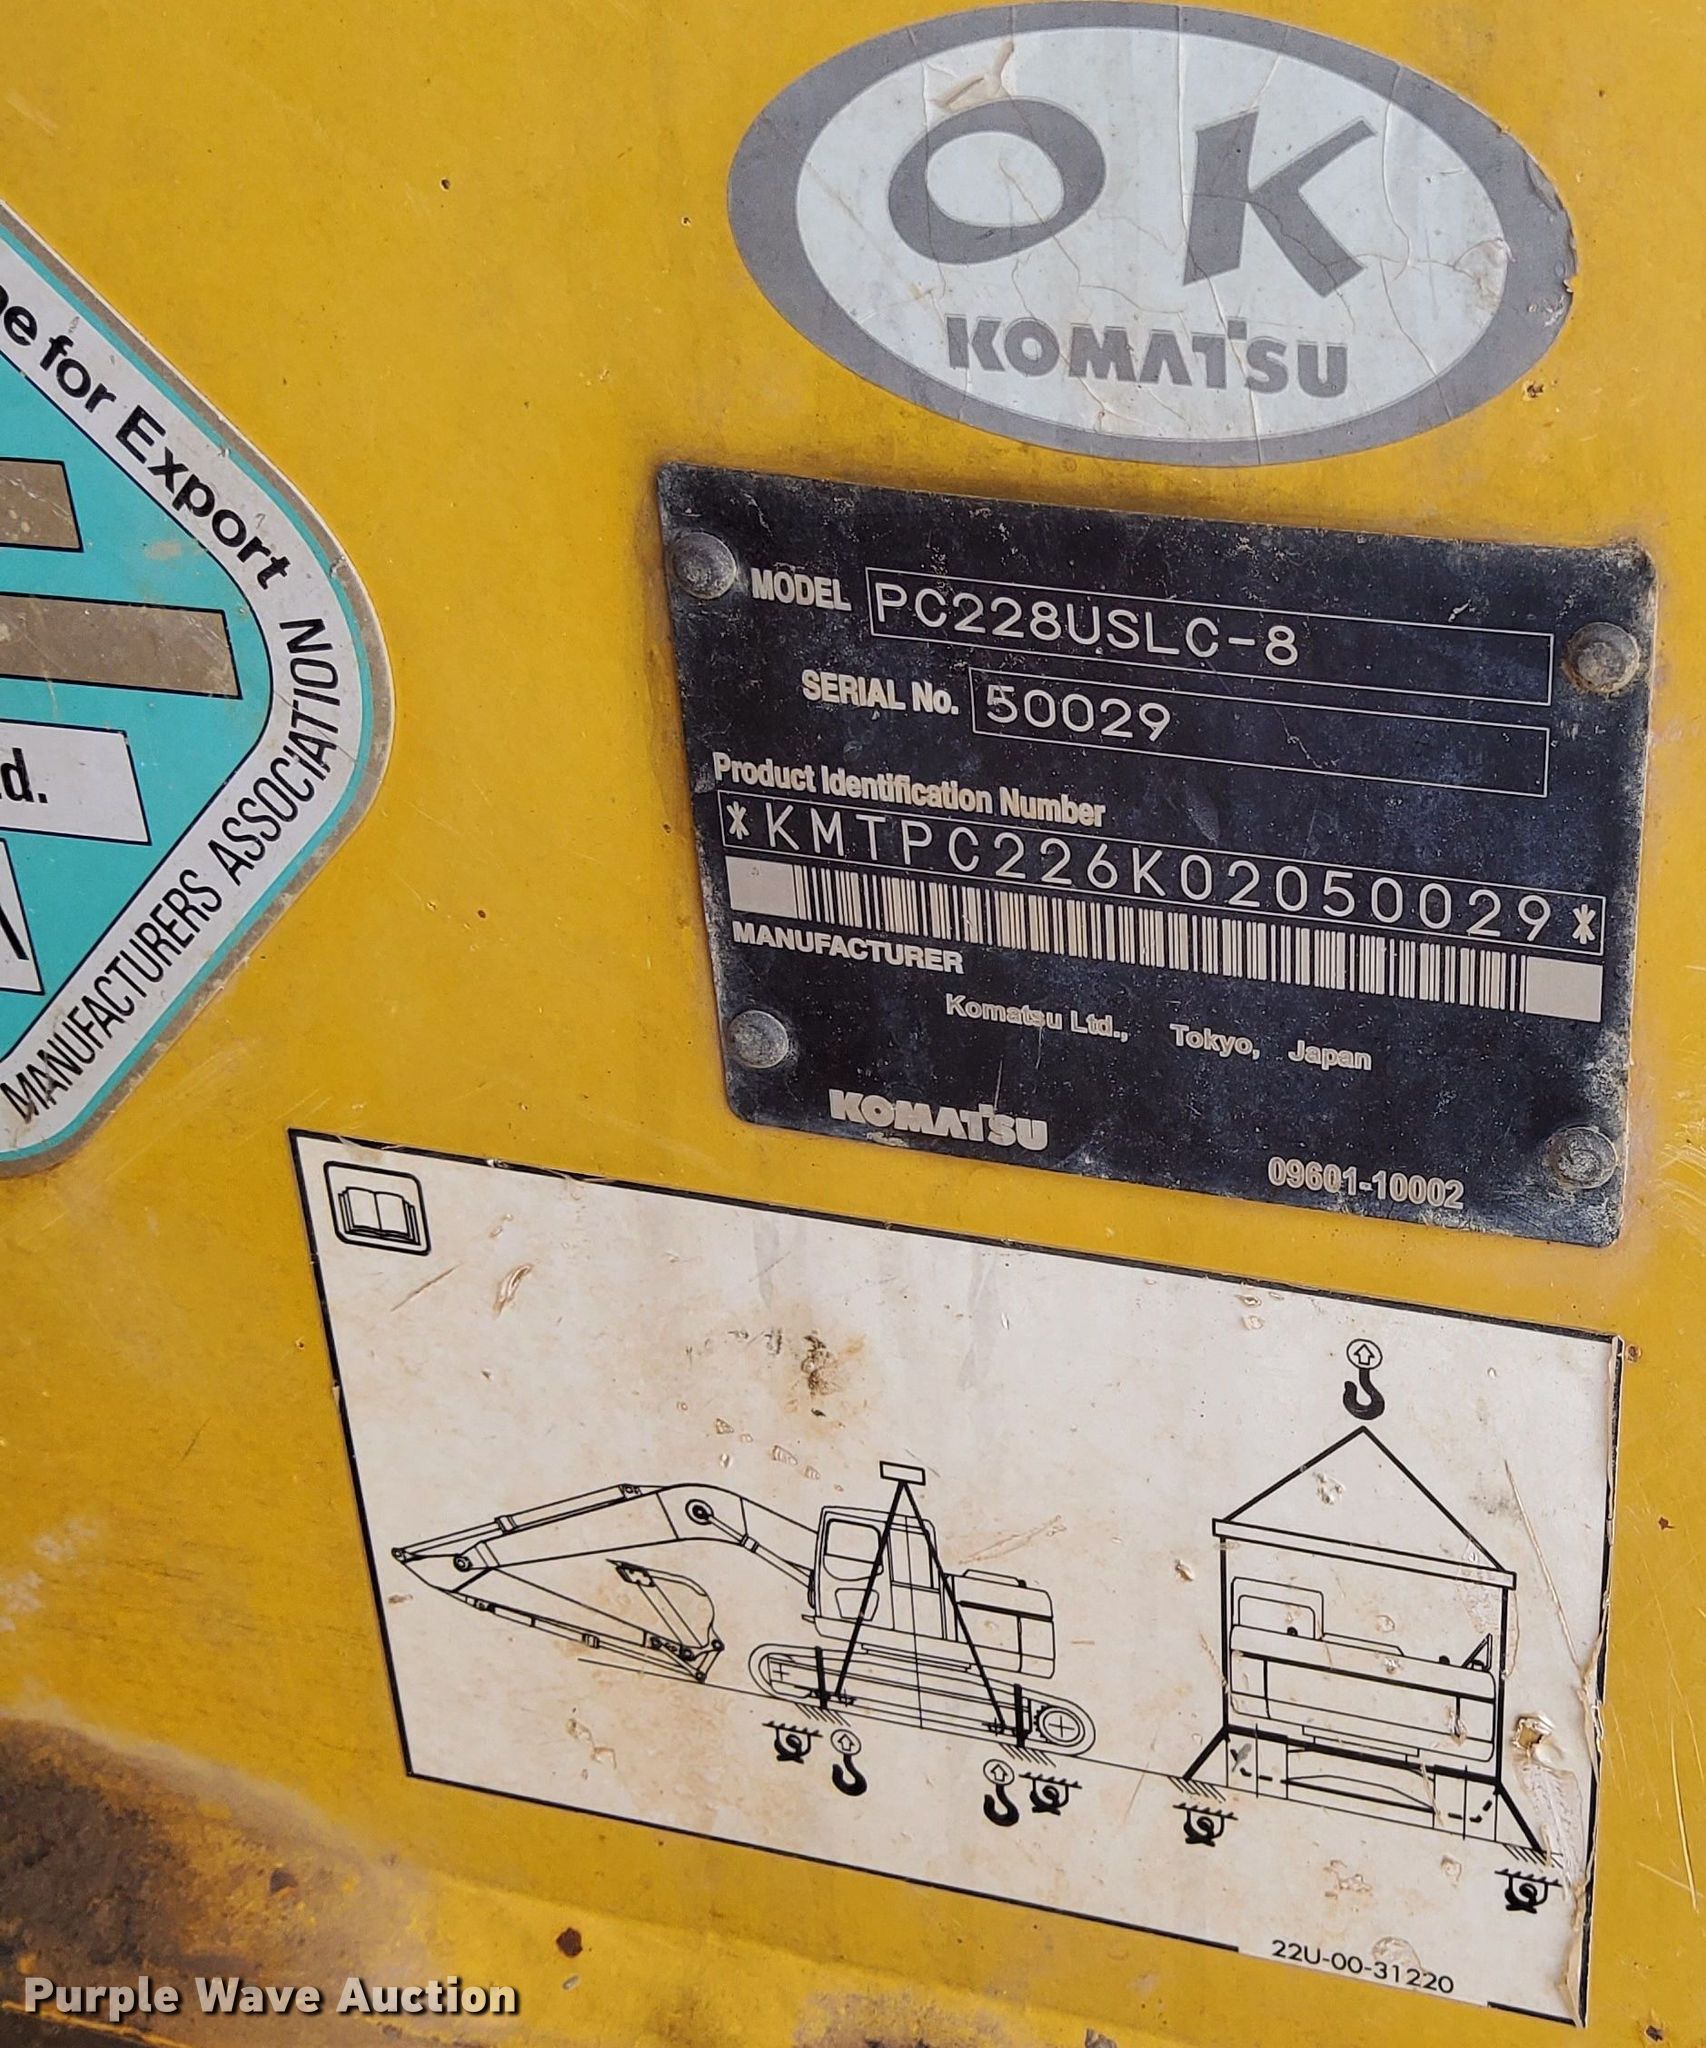 OK
KOMATSU
for Export
MANUFACTURERS ASSOCIATION
MODEL PC228USLC-8
SERIAL No. 50029
Product Identification Number
*KMTPC226K02050029*
MANUFACTURER
Komatsu Ltd., Tokyo, Japan
KOMATSU
09601-10002
22U-00-31220
Purple Wave Auction